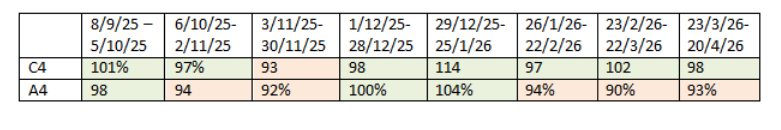 8/9/25 – 6/10/25- 3/11/25- 1/12/25- 29/12/25- 26/1/26- 23/2/26- 23/3/26-
5/10/25 2/11/25 30/11/25 28/12/25 25/1/26 22/2/26 22/3/26 20/4/26
C4 101% 97% 93 98 114 97 102 98
A4 98 94 92% 100% 104% 94% 90% 93%